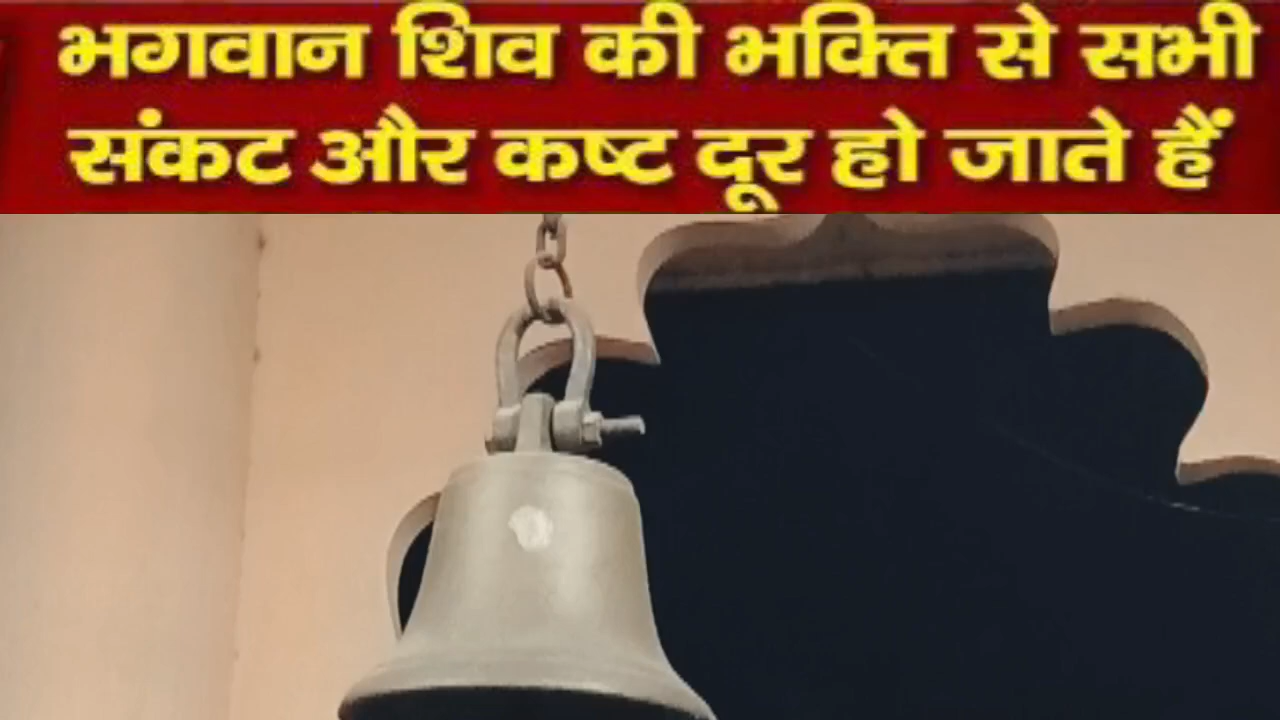 भगवान शिव की भक्ति से सभी
संकट और कष्ट दूर हो जाते हैं